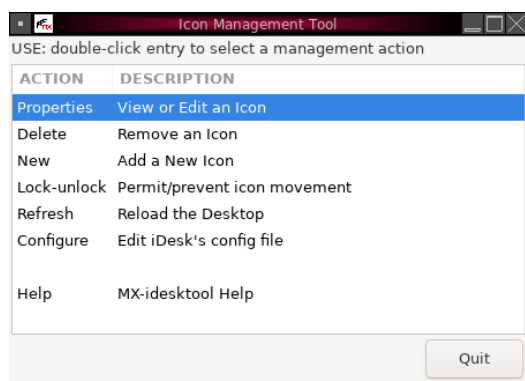 Icon Management Tool
USE: double-click entry to select a management action
ACTION DESCRIPTION
Properties View or Edit an Icon
Delete Remove an Icon
New Add a New Icon
Lock-unlock Permit/prevent icon movement
Refresh Reload the Desktop
Configure Edit iDesk's config file
Help MX-idesktool Help
Quit